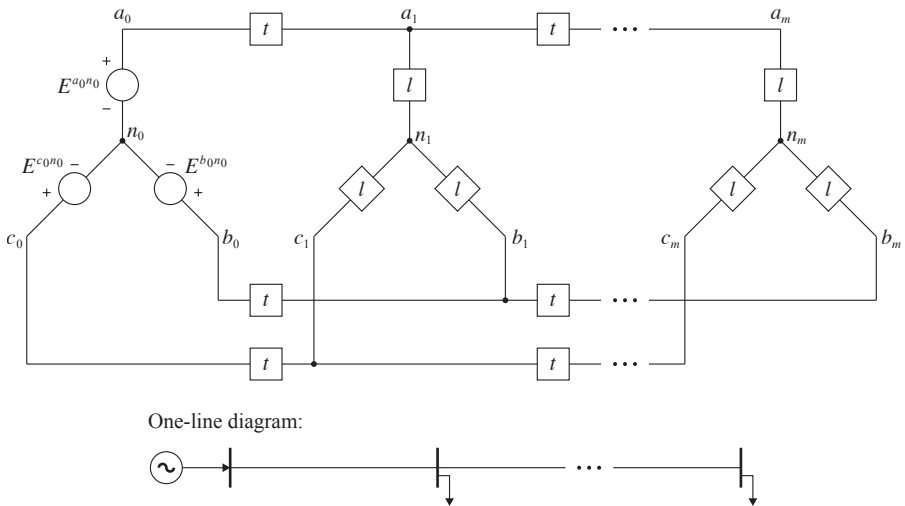 a₀ a₁ aₘ
t t •••
+
Eᵃ⁰ⁿ⁰ l l
−
n₀ n₁ nₘ
Eᶜ⁰ⁿ⁰ − − Eᵇ⁰ⁿ⁰
+ + l l l l
c₀ b₀ c₁ b₁ cₘ bₘ
t t •••
t t •••
One-line diagram:
~ •••